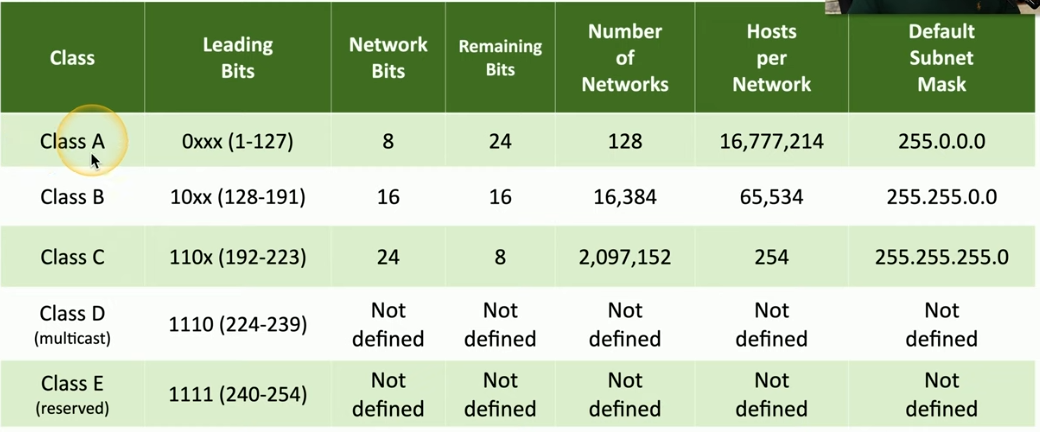 Class Leading Bits Network Bits Remaining Bits Number of Networks Hosts per Network Default Subnet Mask
Class A 0xxx (1-127) 8 24 128 16,777,214 255.0.0.0
Class B 10xx (128-191) 16 16 16,384 65,534 255.255.0.0
Class C 110x (192-223) 24 8 2,097,152 254 255.255.255.0
Class D (multicast) 1110 (224-239) Not defined Not defined Not defined Not defined Not defined
Class E (reserved) 1111 (240-254) Not defined Not defined Not defined Not defined Not defined